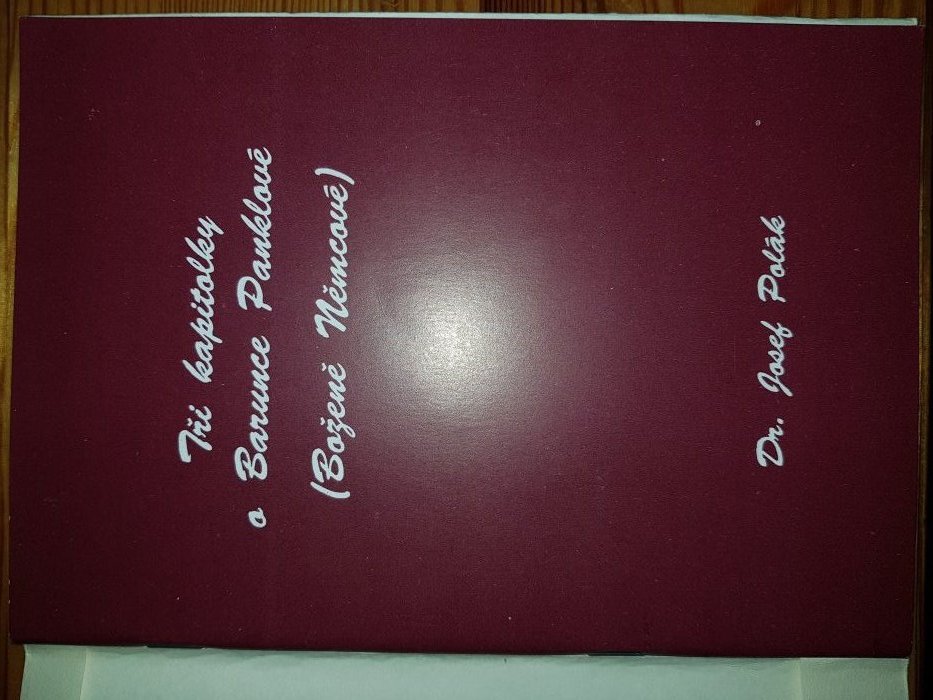 Tři kapitolky
o Barunce Panklové
(Boženě Němcové)
Dr. Josef Polák